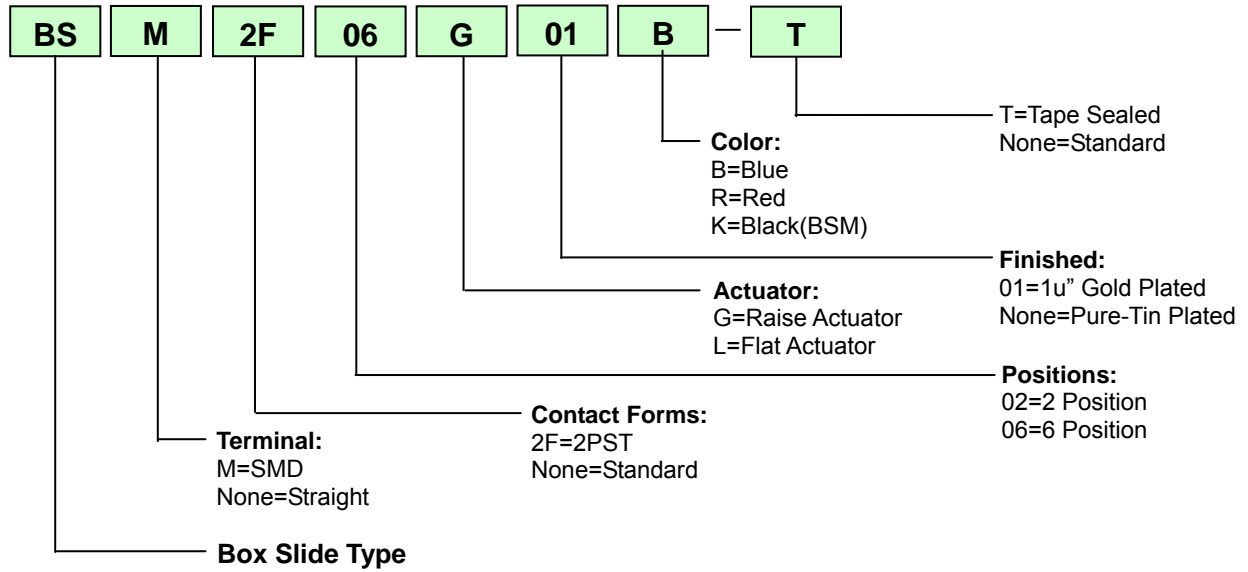 BS M 2F 06 G 01 B – T
T=Tape Sealed
None=Standard
Color:
B=Blue
R=Red
K=Black(BSM)
Finished:
01=1u” Gold Plated
None=Pure-Tin Plated
Actuator:
G=Raise Actuator
L=Flat Actuator
Positions:
02=2 Position
06=6 Position
Contact Forms:
2F=2PST
None=Standard
Terminal:
M=SMD
None=Straight
Box Slide Type